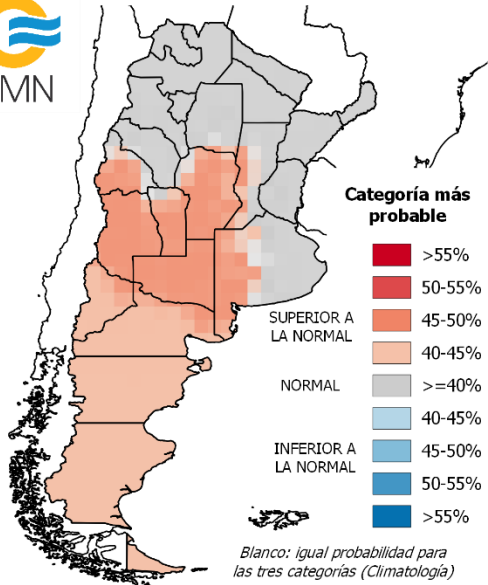 MN
Categoría más
probable
>55%
50-55%
45-50%
SUPERIOR A
LA NORMAL
40-45%
NORMAL
>=40%
40-45%
INFERIOR A
LA NORMAL
45-50%
50-55%
>55%
Blanco: igual probabilidad para
las tres categorías (Climatología)